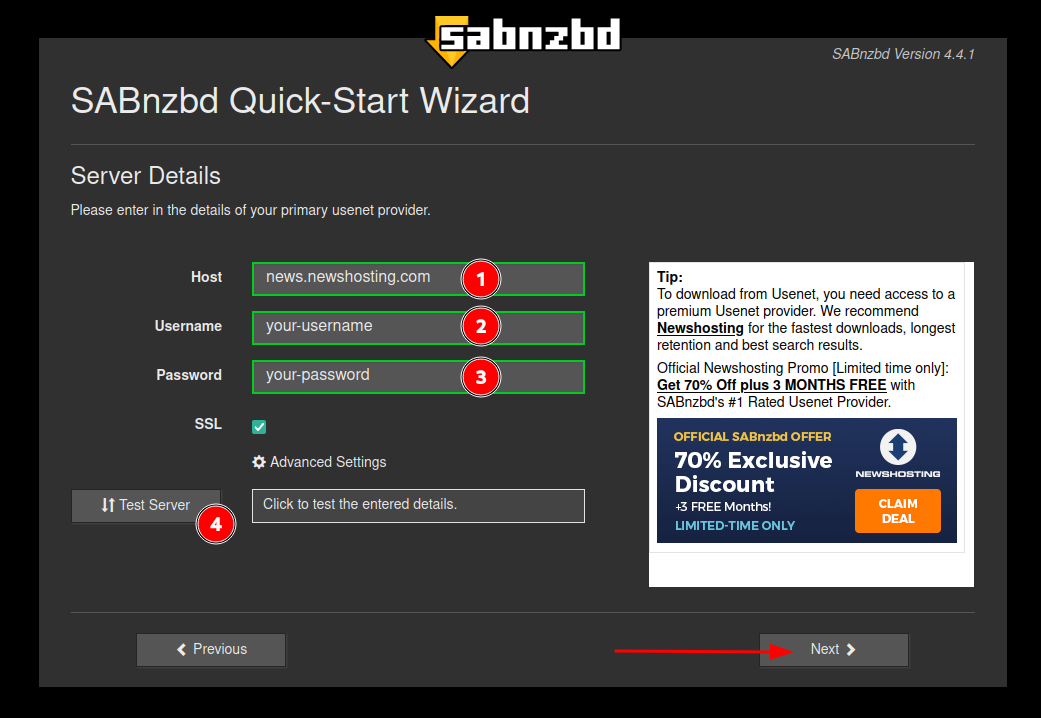 sabnzbd
SABnzbd Version 4.4.1
SABnzbd Quick-Start Wizard
Server Details
Please enter in the details of your primary usenet provider.
Host
news.newshosting.com
1
Username
your-username
2
Password
your-password
3
SSL
Advanced Settings
Test Server
4
Click to test the entered details.
Tip:
To download from Usenet, you need access to a
premium Usenet provider. We recommend
Newshosting for the fastest downloads, longest
retention and best search results.
Official Newshosting Promo [Limited time only]:
Get 70% Off plus 3 MONTHS FREE with
SABnzbd's #1 Rated Usenet Provider.
OFFICIAL SABnzbd OFFER
70% Exclusive
Discount
+3 FREE Months!
LIMITED-TIME ONLY
NEWSHOSTING
CLAIM
DEAL
Previous
Next